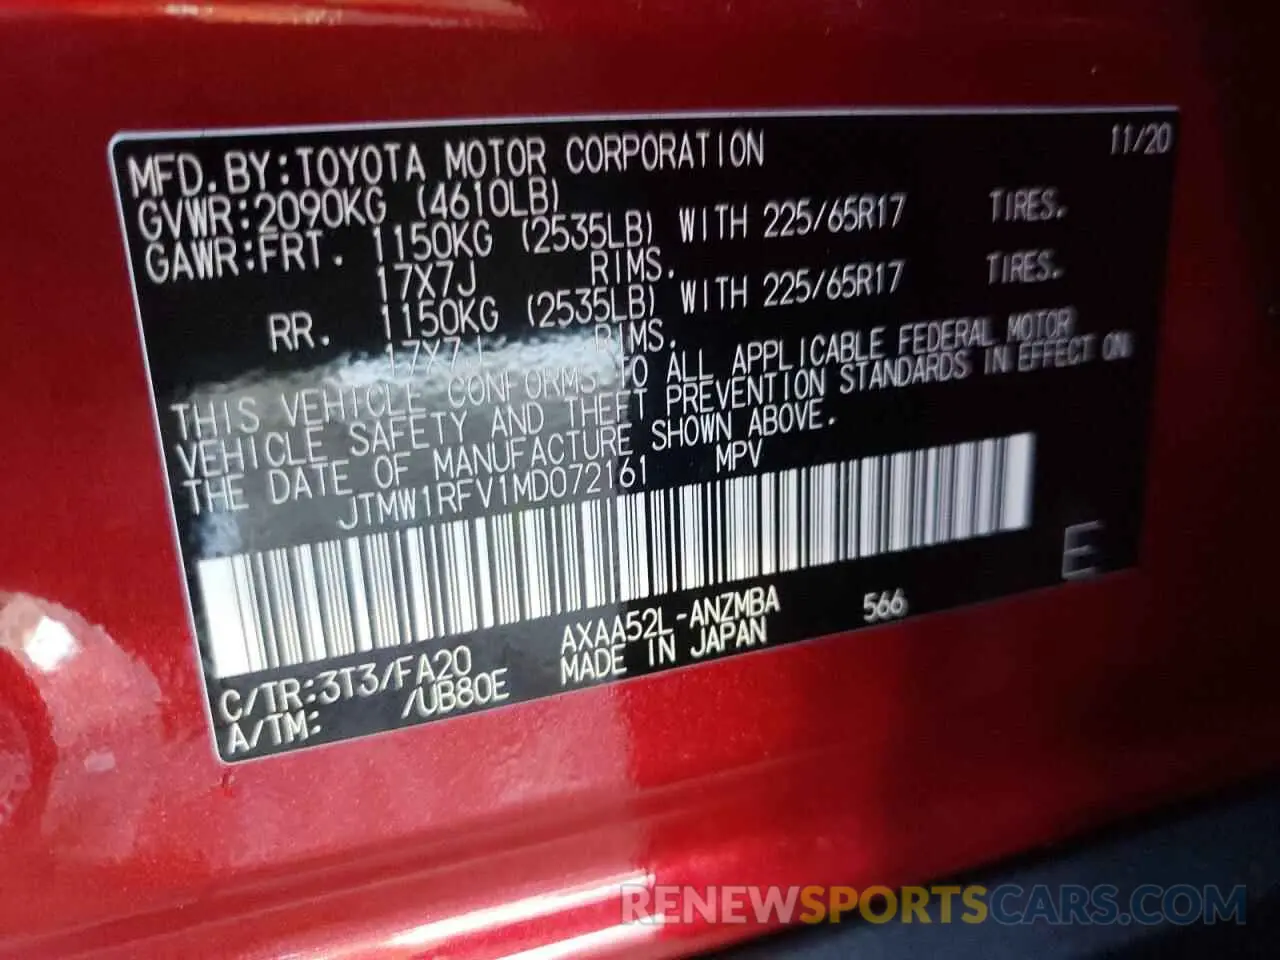 MFD.BY:TOYOTA MOTOR CORPORATION 11/20
GVWR:2090KG (4610LB)
GAWR:FRT. 1150KG (2535LB) WITH 225/65R17 TIRES.
17X7J RIMS.
RR. 1150KG (2535LB) WITH 225/65R17 TIRES.
17X7J RIMS.
THIS VEHICLE CONFORMS TO ALL APPLICABLE FEDERAL MOTOR
VEHICLE SAFETY AND THEFT PREVENTION STANDARDS IN EFFECT ON
THE DATE OF MANUFACTURE SHOWN ABOVE.
JTMW1RFV1MD072161 MPV
E
C/TR:3T3/FA20 AXAA52L-ANZMBA 566
A/TM: /UB80E MADE IN JAPAN
RENEWSPORTSCARS.COM